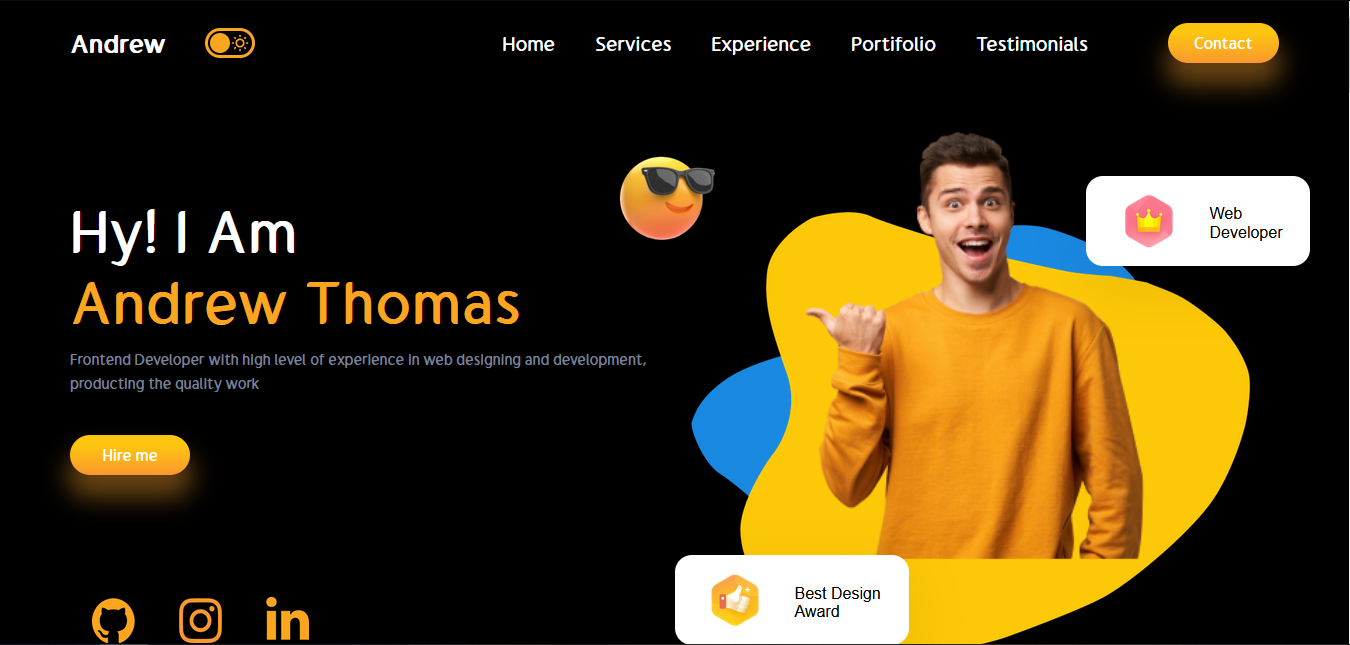 Andrew
Home
Services
Experience
Portifolio
Testimonials
Contact
Hy! I Am
Andrew Thomas
Frontend Developer with high level of experience in web designing and development,
producting the quality work
Hire me
Web
Developer
Best Design
Award
in